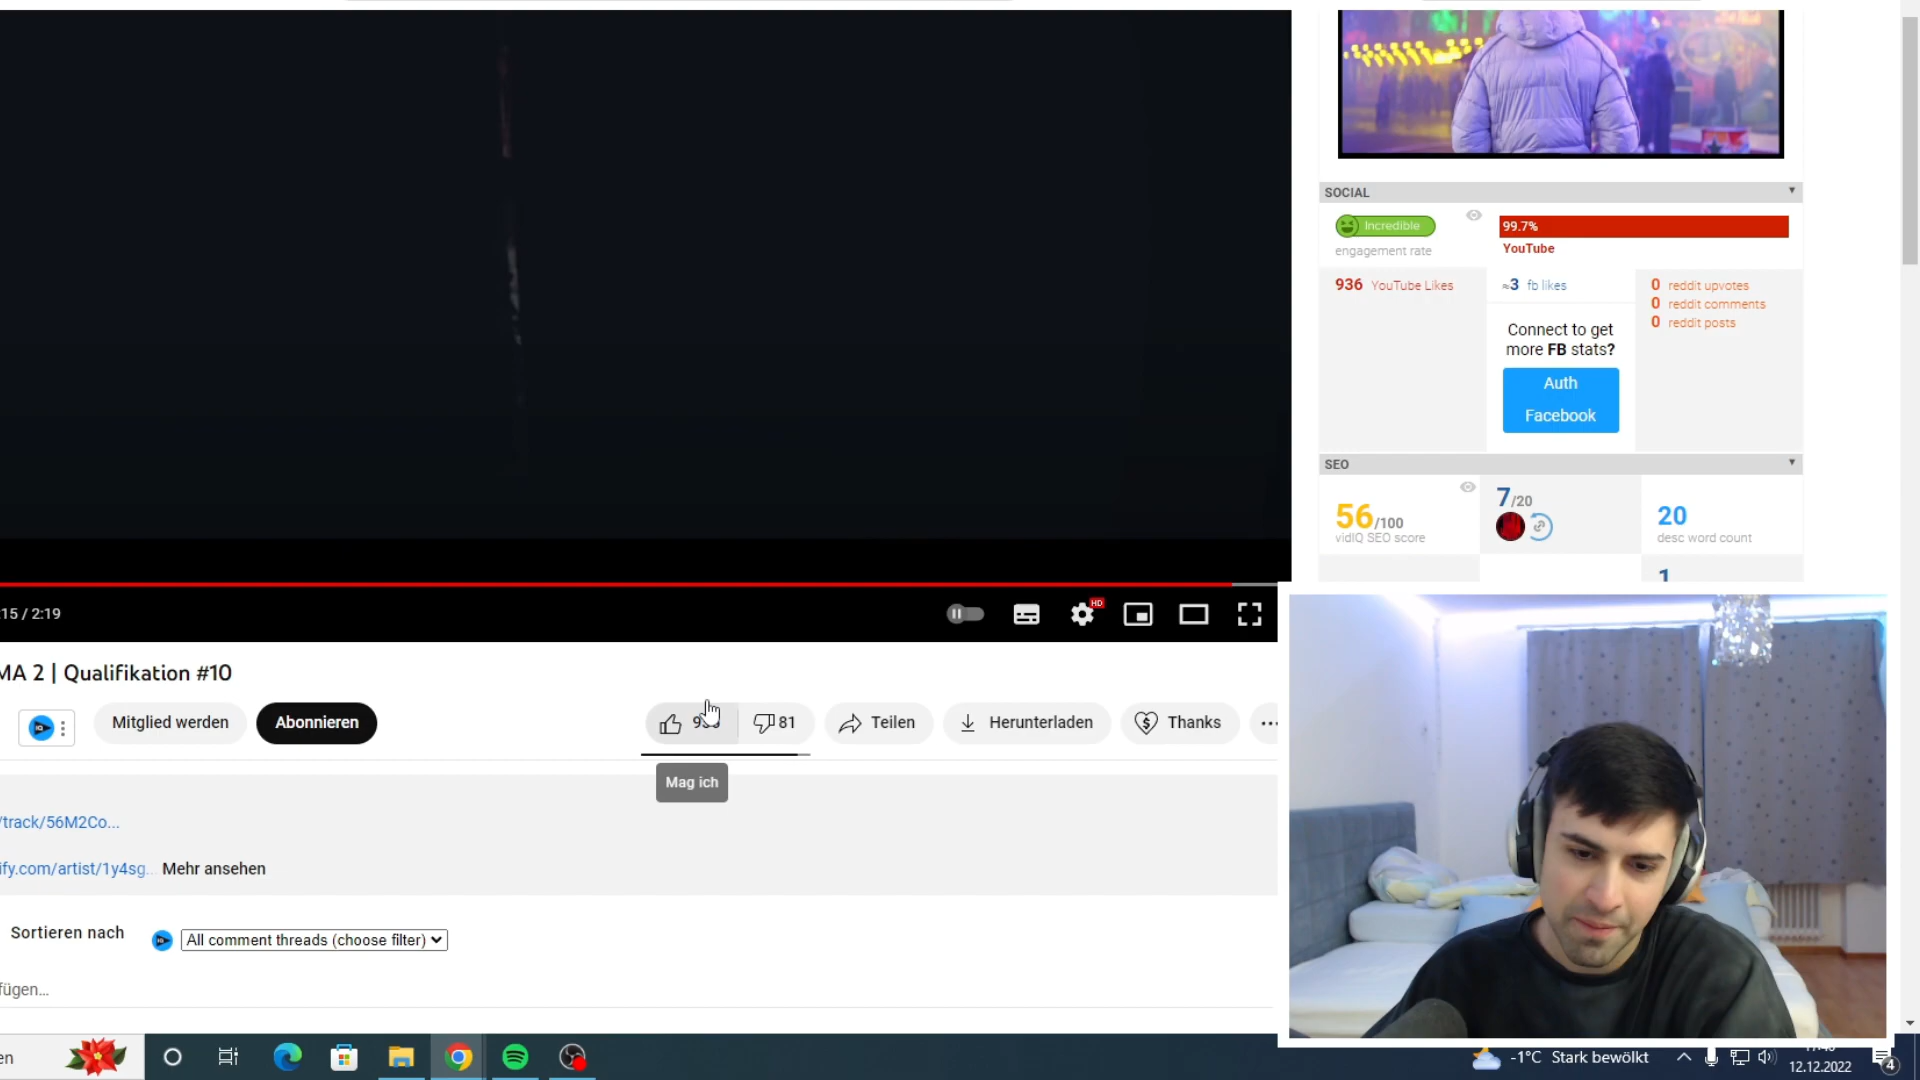 SOCIAL
Incredible
engagement rate
99.7%
YouTube
936 YouTube Likes
≈3 fb likes
0 reddit upvotes
0 reddit comments
0 reddit posts
Connect to get
more FB stats?
Auth
Facebook
SEO
56/100
vidIQ SEO score
7/20
20
desc word count
1
15 / 2:19
HD
MA 2 | Qualifikation #10
Mitglied werden
Abonnieren
81
Teilen
Herunterladen
Thanks
Mag ich
/track/56M2Co...
ify.com/artist/1y4sg...
Mehr ansehen
Sortieren nach
All comment threads (choose filter)
fügen...
en
-1°C Stark bewölkt
12.12.2022
4